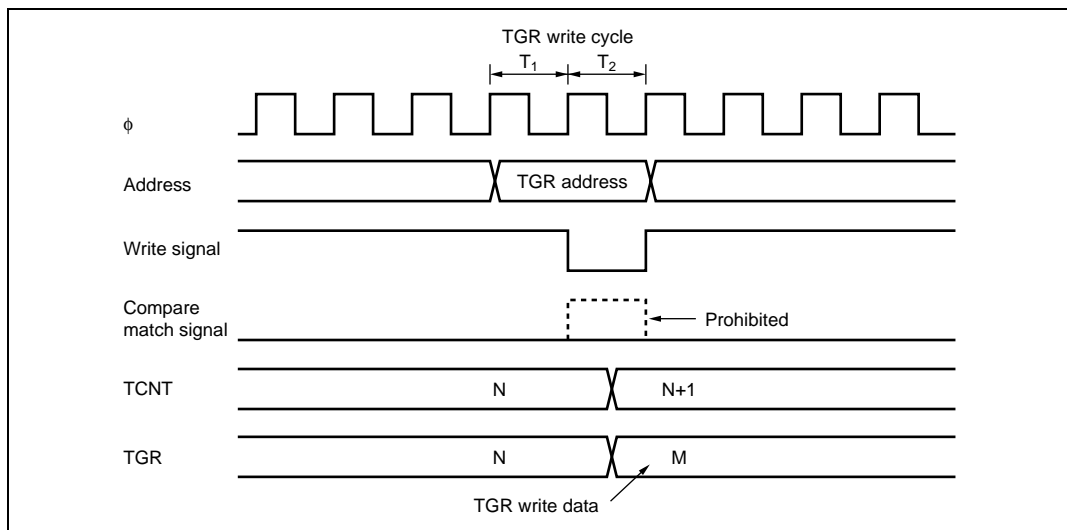 TGR write cycle
T₁ T₂
ϕ
Address
TGR address
Write signal
Compare
match signal
Prohibited
TCNT
N
N+1
TGR
N
M
TGR write data